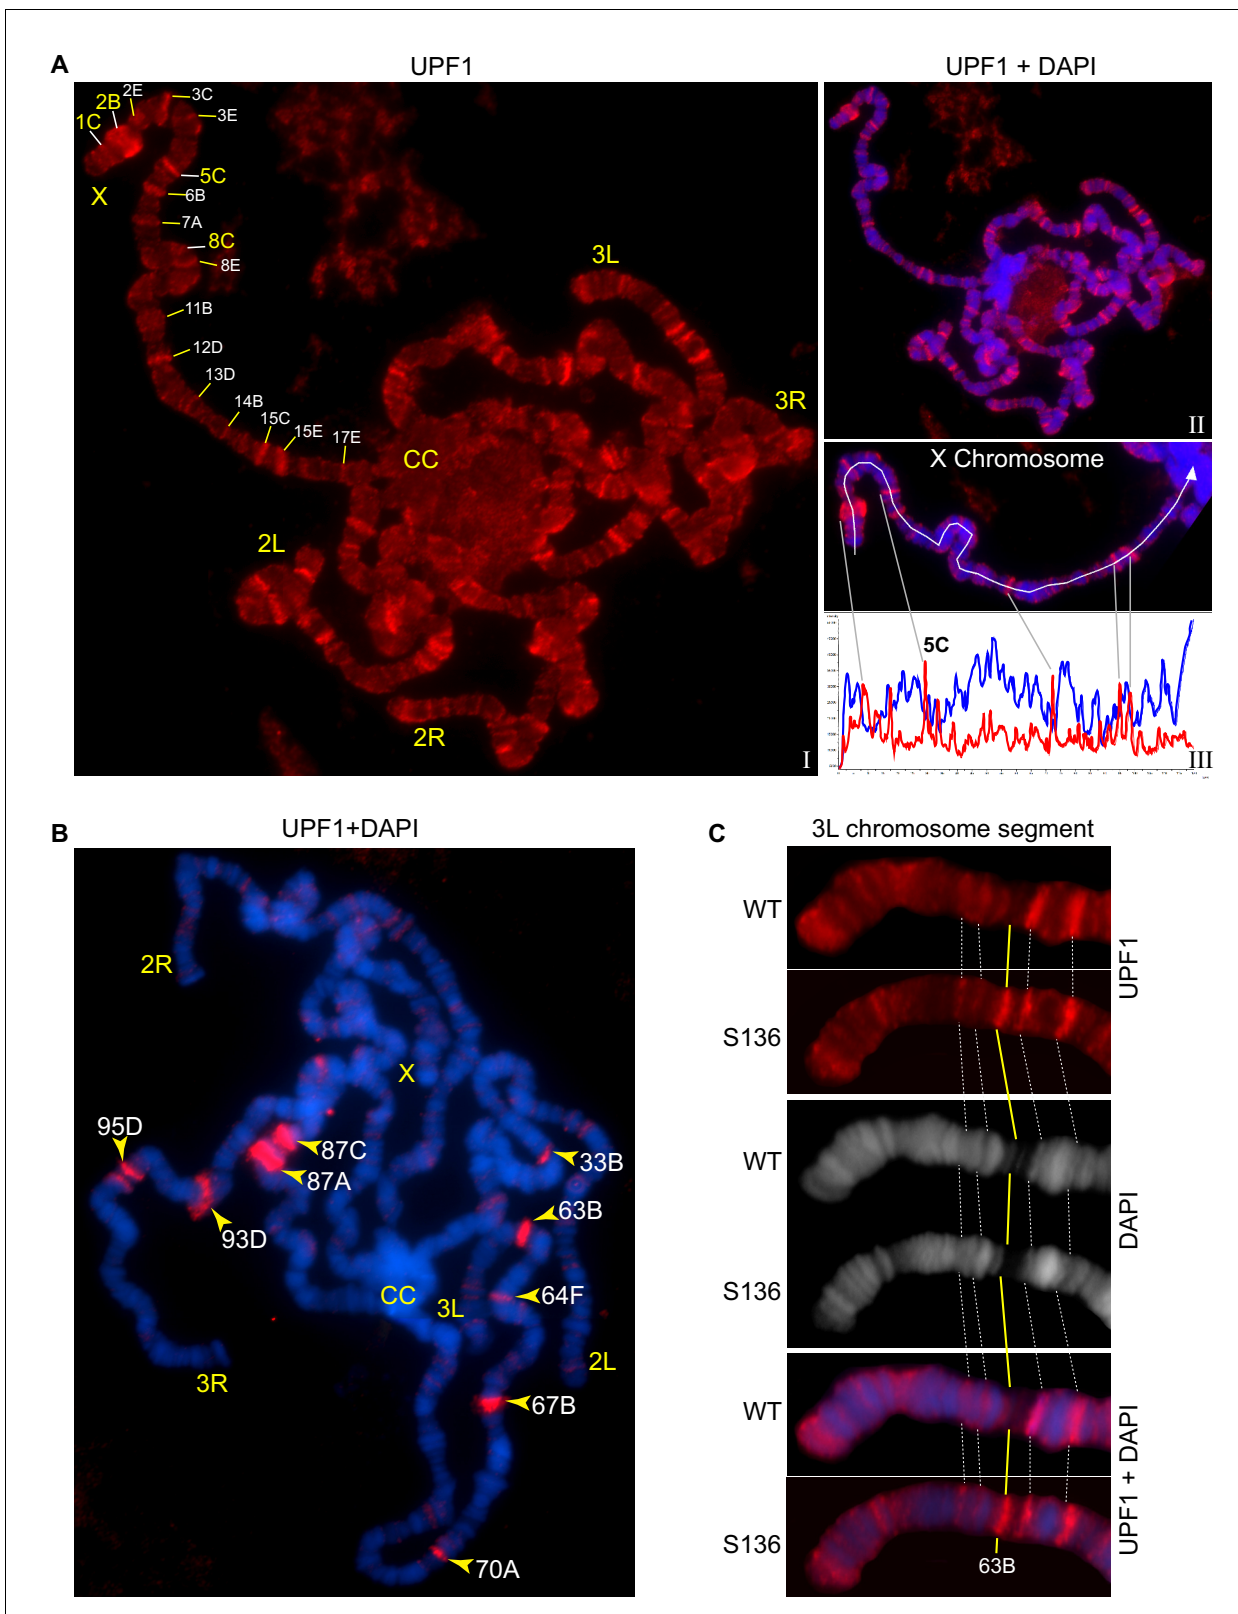 A
UPF1
UPF1 + DAPI
2E
3C
2B
3E
1C
X
5C
6B
7A
8C
8E
11B
12D
13D
14B
15C
15E
17E
CC
3L
3R
2L
2R
I
II
X Chromosome
5C
III
B
UPF1+DAPI
2R
X
95D
87C
87A
93D
33B
63B
CC
3L
64F
3R
2L
67B
70A
C
3L chromosome segment
WT
S136
UPF1
WT
S136
DAPI
WT
S136
UPF1 + DAPI
63B